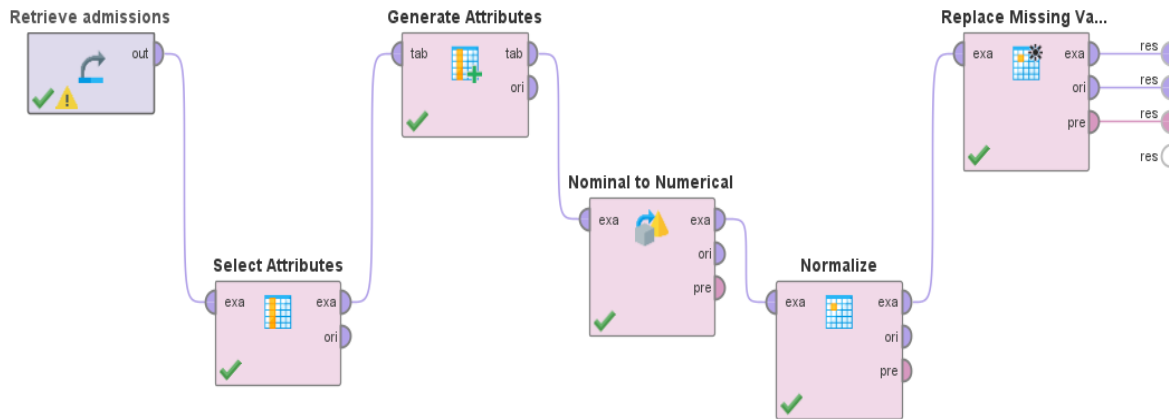 Retrieve admissions
out
Select Attributes
exa
exa
ori
Generate Attributes
tab
tab
ori
Nominal to Numerical
exa
exa
ori
pre
Normalize
exa
exa
ori
pre
Replace Missing Va...
exa
exa
ori
pre
res
res
res
res